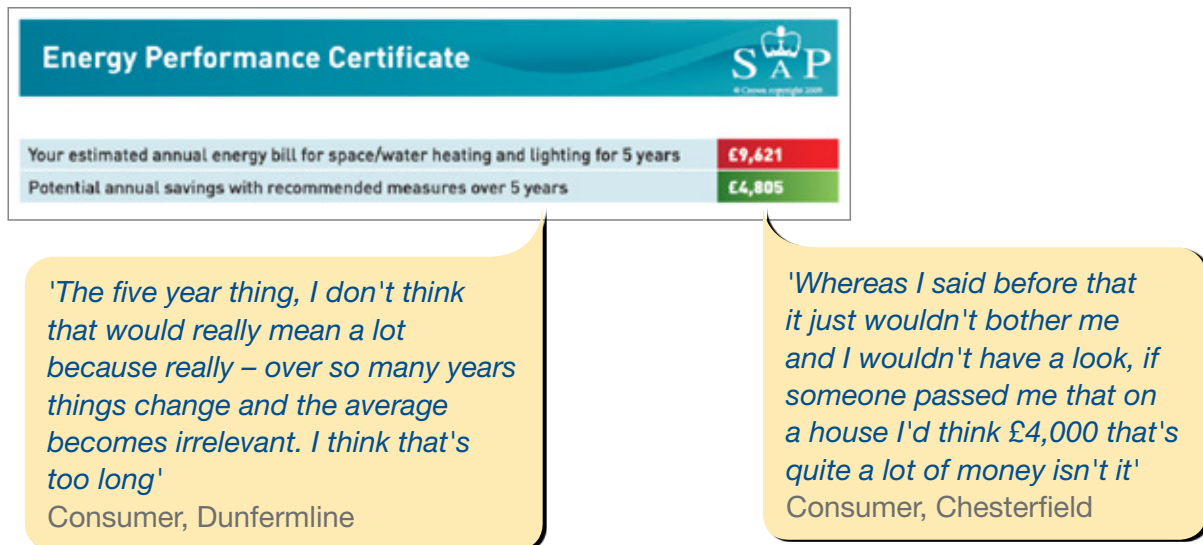 Energy Performance Certificate
SAP
© Crown copyright 2009
Your estimated annual energy bill for space/water heating and lighting for 5 years £9,621
Potential annual savings with recommended measures over 5 years £4,805
'The five year thing, I don't think
that would really mean a lot
because really – over so many years
things change and the average
becomes irrelevant. I think that's
too long'
Consumer, Dunfermline
'Whereas I said before that
it just wouldn't bother me
and I wouldn't have a look, if
someone passed me that on
a house I'd think £4,000 that's
quite a lot of money isn't it'
Consumer, Chesterfield